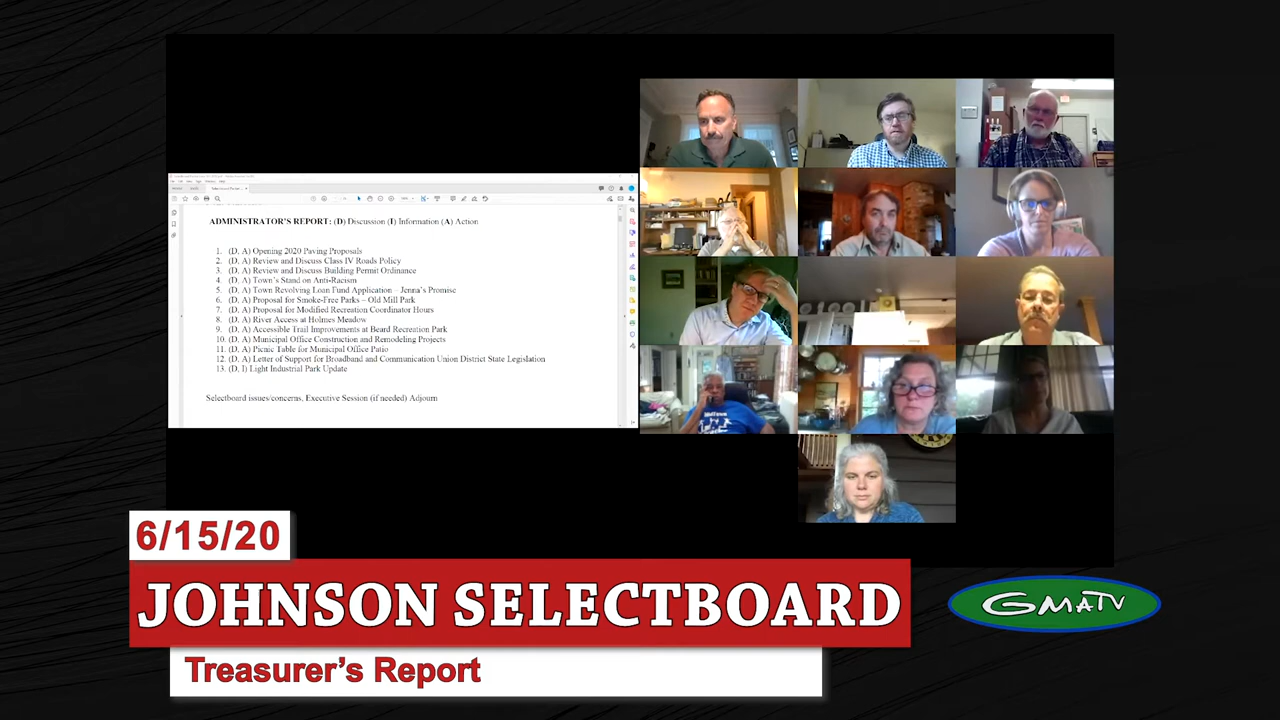 ADMINISTRATOR'S REPORT: (D) Discussion (I) Information (A) Action
1. (D, A) Opening 2020 Paving Proposals
2. (D, A) Review and Discuss Class IV Roads Policy
3. (D, A) Review and Discuss Building Permit Ordinance
4. (D, A) Town's Stand on Anti-Racism
5. (D, A) Town Revolving Loan Fund Application – Jenna's Promise
6. (D, A) Proposal for Smoke-Free Parks – Old Mill Park
7. (D, A) Proposal for Modified Recreation Coordinator Hours
8. (D, A) River Access at Holmes Meadow
9. (D, A) Accessible Trail Improvements at Beard Recreation Park
10. (D, A) Municipal Office Construction and Remodeling Projects
11. (D, A) Picnic Table for Municipal Office Patio
12. (D, A) Letter of Support for Broadband and Communication Union District State Legislation
13. (D, I) Light Industrial Park Update
Selectboard issues/concerns, Executive Session (if needed) Adjourn
6/15/20
JOHNSON SELECTBOARD
GMATV
Treasurer's Report